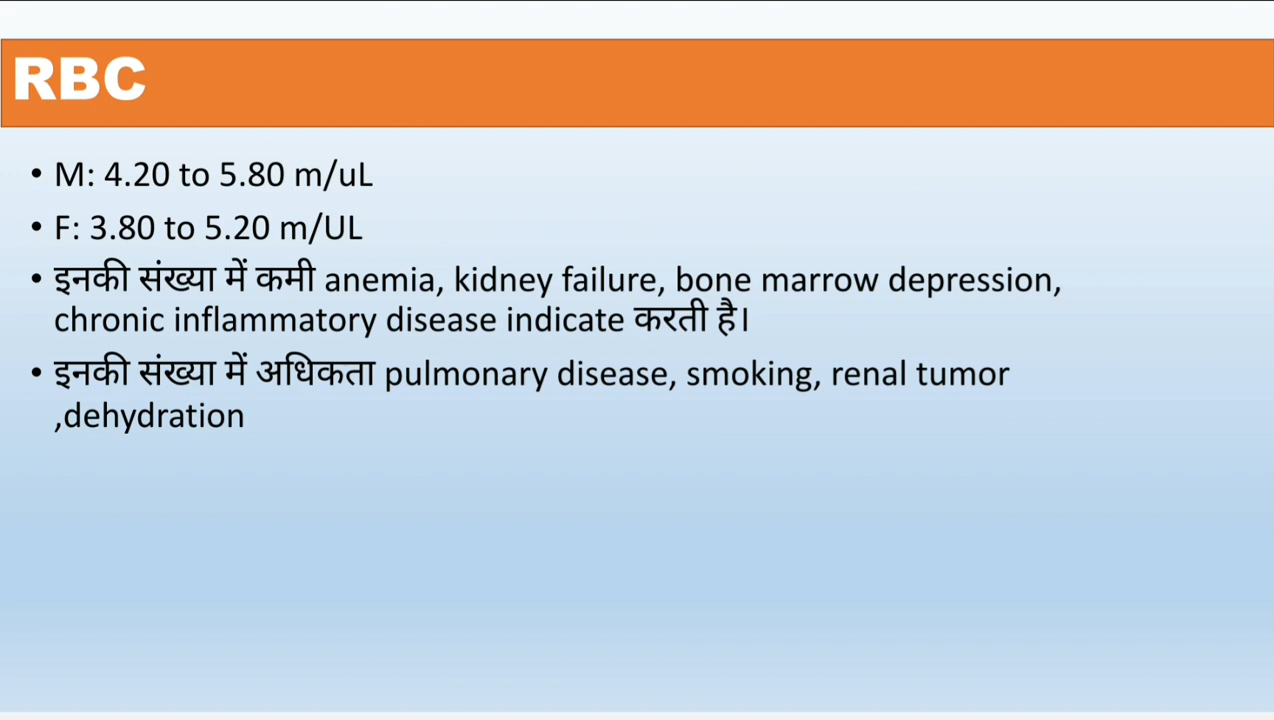 RBC
• M: 4.20 to 5.80 m/uL
• F: 3.80 to 5.20 m/UL
• इनकी संख्या में कमी anemia, kidney failure, bone marrow depression,
chronic inflammatory disease indicate करती है।
• इनकी संख्या में अधिकता pulmonary disease, smoking, renal tumor
,dehydration